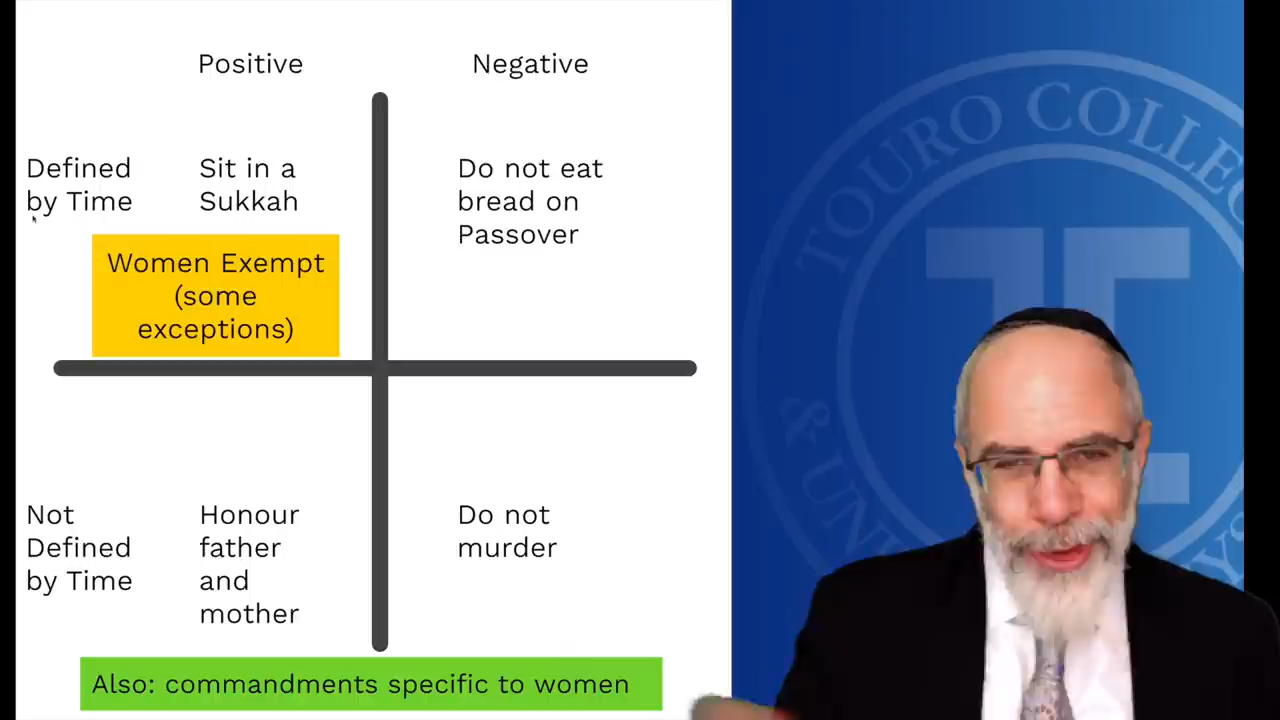 Positive
Negative
Defined
by Time
Sit in a
Sukkah
Do not eat
bread on
Passover
Women Exempt
(some
exceptions)
Not
Defined
by Time
Honour
father
and
mother
Do not
murder
Also: commandments specific to women
TOURO COLLEG
&